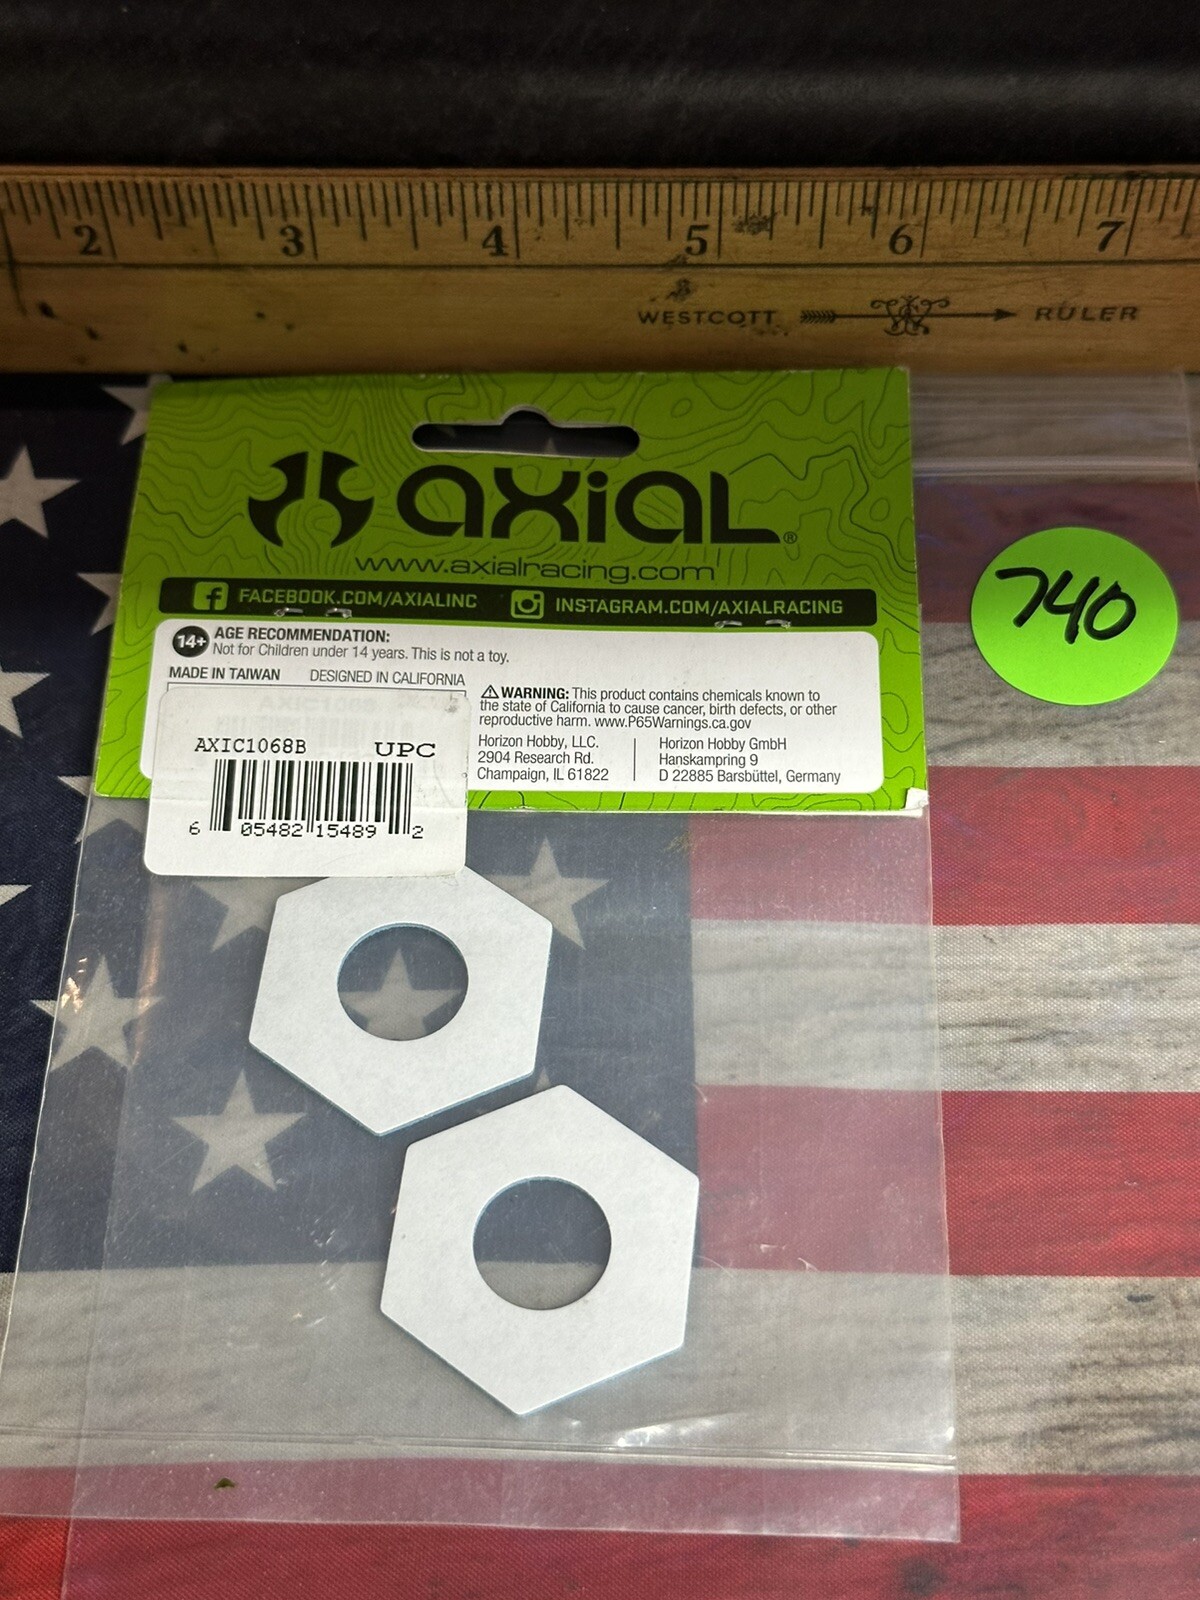 2 3 4 5 6 7
WESTCOTT RULER
axiaL®
www.axialracing.com
FACEBOOK.COM/AXIALINC INSTAGRAM.COM/AXIALRACING
740
14+ AGE RECOMMENDATION:
Not for Children under 14 years. This is not a toy.
MADE IN TAIWAN DESIGNED IN CALIFORNIA
WARNING: This product contains chemicals known to
the state of California to cause cancer, birth defects, or other
reproductive harm. www.P65Warnings.ca.gov
Horizon Hobby, LLC.
2904 Research Rd.
Champaign, IL 61822
Horizon Hobby GmbH
Hanskampring 9
D 22885 Barsbüttel, Germany
AXIC1068B UPC
6 05482 15489 2